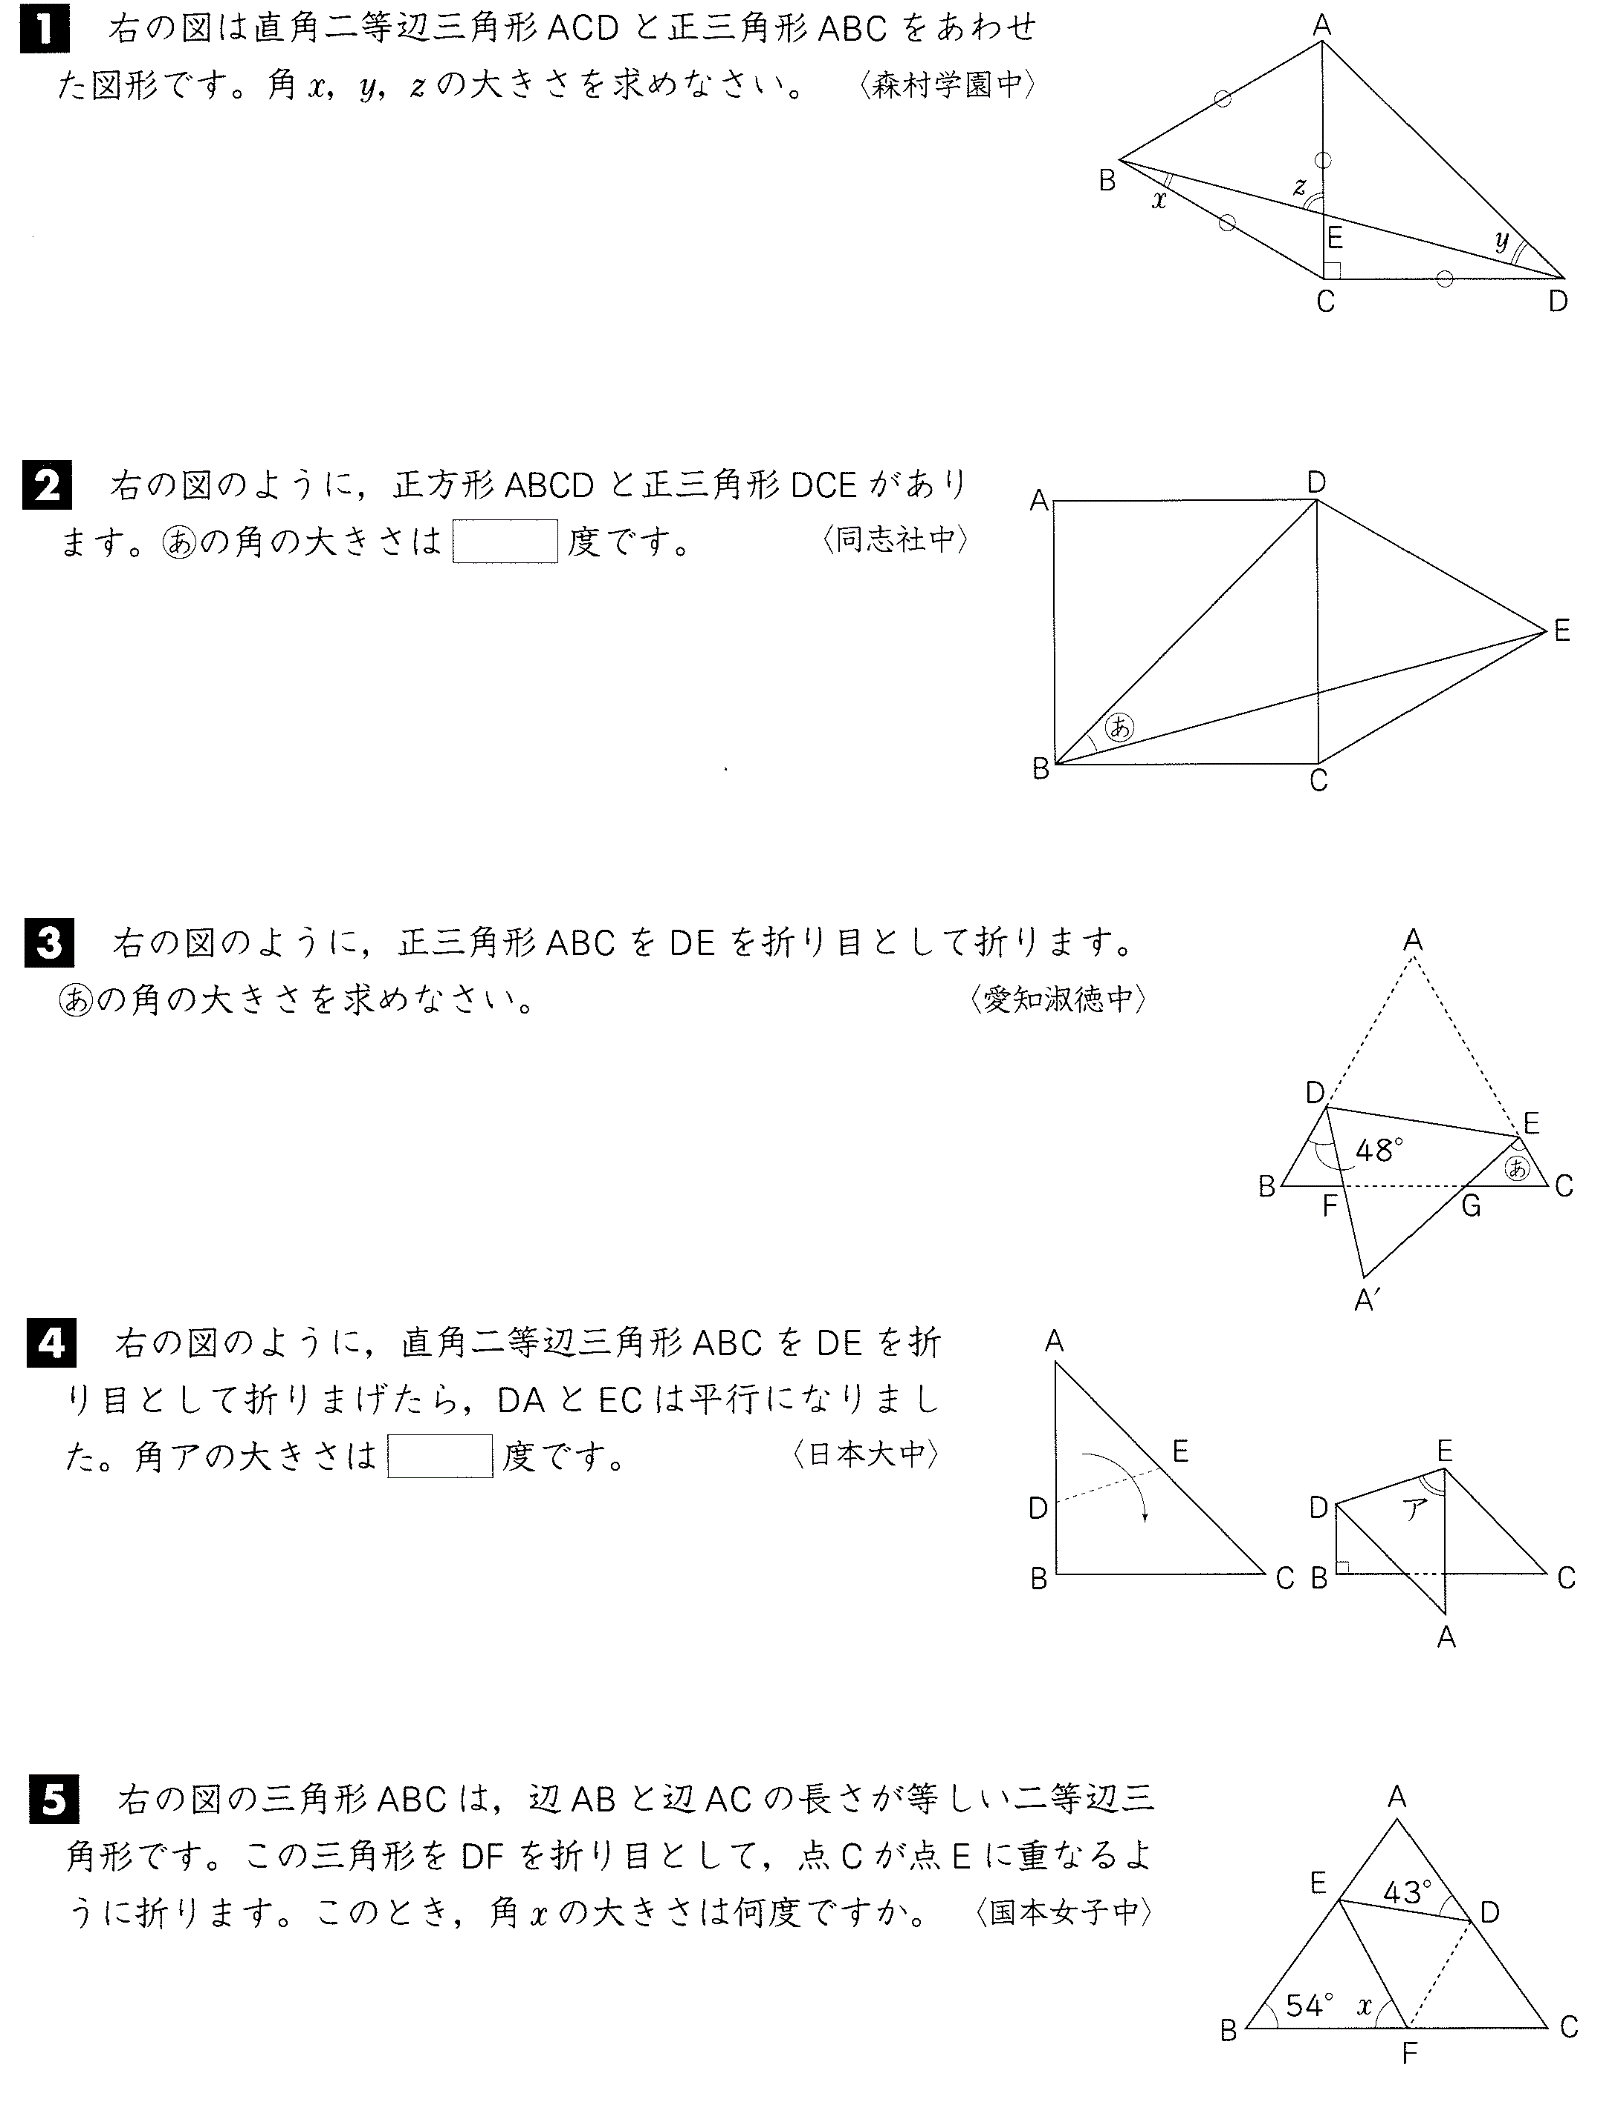 1 右の図は直角二等辺三角形ACDと正三角形ABCをあわせ
た図形です。角x，y，zの大きさを求めなさい。 〈森村学園中〉
A
B
x
z
E
y
C
D
2 右の図のように，正方形ABCDと正三角形DCEがあり
ます。㋐の角の大きさは 度です。 〈同志社中〉
A
D
E
あ
B
C
3 右の図のように，正三角形ABCをDEを折り目として折ります。
あの角の大きさを求めなさい。 〈愛知淑徳中〉
A
D
E
48°
あ
B
F
G
C
A′
4 右の図のように，直角二等辺三角形ABCをDEを折
り目として折りまげたら，DAとECは平行になりまし
た。角アの大きさは 度です。 〈日本大中〉
A
E
D
B
C
E
D
ア
B
C
A
5 右の図の三角形ABCは，辺ABと辺ACの長さが等しい二等辺三
角形です。この三角形をDFを折り目として，点Cが点Eに重なるよ
うに折ります。このとき，角xの大きさは何度ですか。 〈国本女子中〉
A
E
43°
D
54°
x
B
F
C